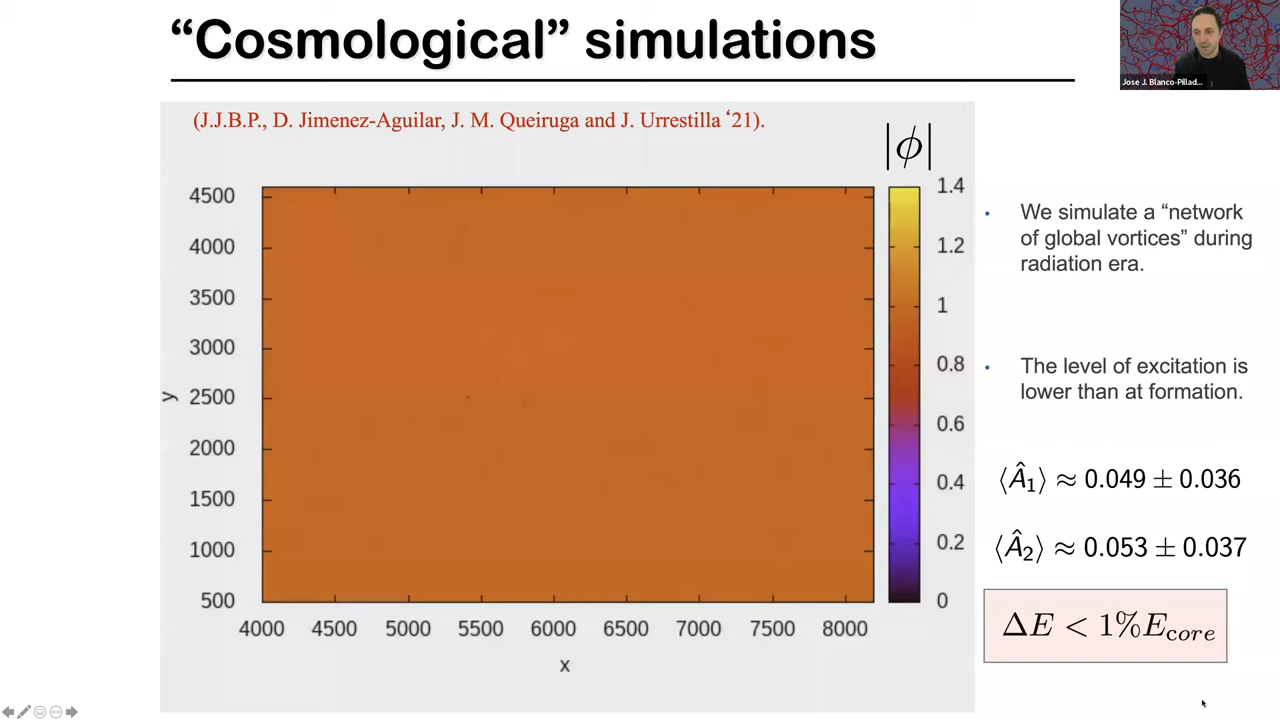 “Cosmological” simulations
Jose J. Blanco-Pillad...
(J.J.B.P., D. Jimenez-Aguilar, J. M. Queiruga and J. Urrestilla ‘21).
|ϕ|
4500
4000
3500
3000
2500
2000
1500
1000
500
y
4000 4500 5000 5500 6000 6500 7000 7500 8000
x
1.4
1.2
1
0.8
0.6
0.4
0.2
0
• We simulate a “network
of global vortices” during
radiation era.
• The level of excitation is
lower than at formation.
⟨Â₁⟩ ≈ 0.049 ± 0.036
⟨Â₂⟩ ≈ 0.053 ± 0.037
ΔE < 1%E_core